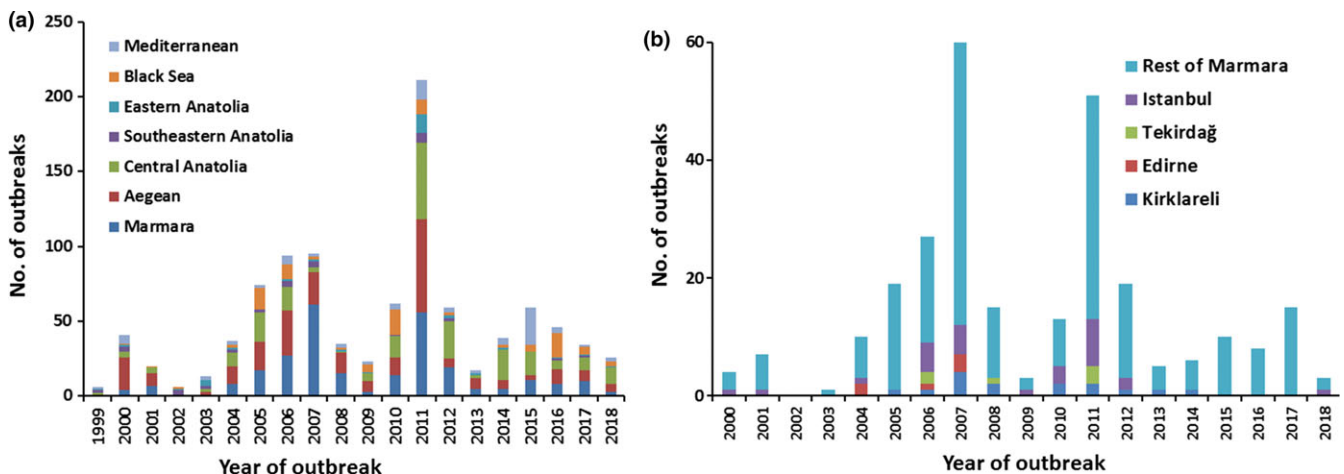 (a)
250
200
150
100
50
0
No. of outbreaks
Mediterranean
Black Sea
Eastern Anatolia
Southeastern Anatolia
Central Anatolia
Aegean
Marmara
1999 2000 2001 2002 2003 2004 2005 2006 2007 2008 2009 2010 2011 2012 2013 2014 2015 2016 2017 2018
Year of outbreak
(b)
60
40
20
0
No. of outbreaks
Rest of Marmara
Istanbul
Tekirdağ
Edirne
Kirklareli
2000 2001 2002 2003 2004 2005 2006 2007 2008 2009 2010 2011 2012 2013 2014 2015 2016 2017 2018
Year of outbreak